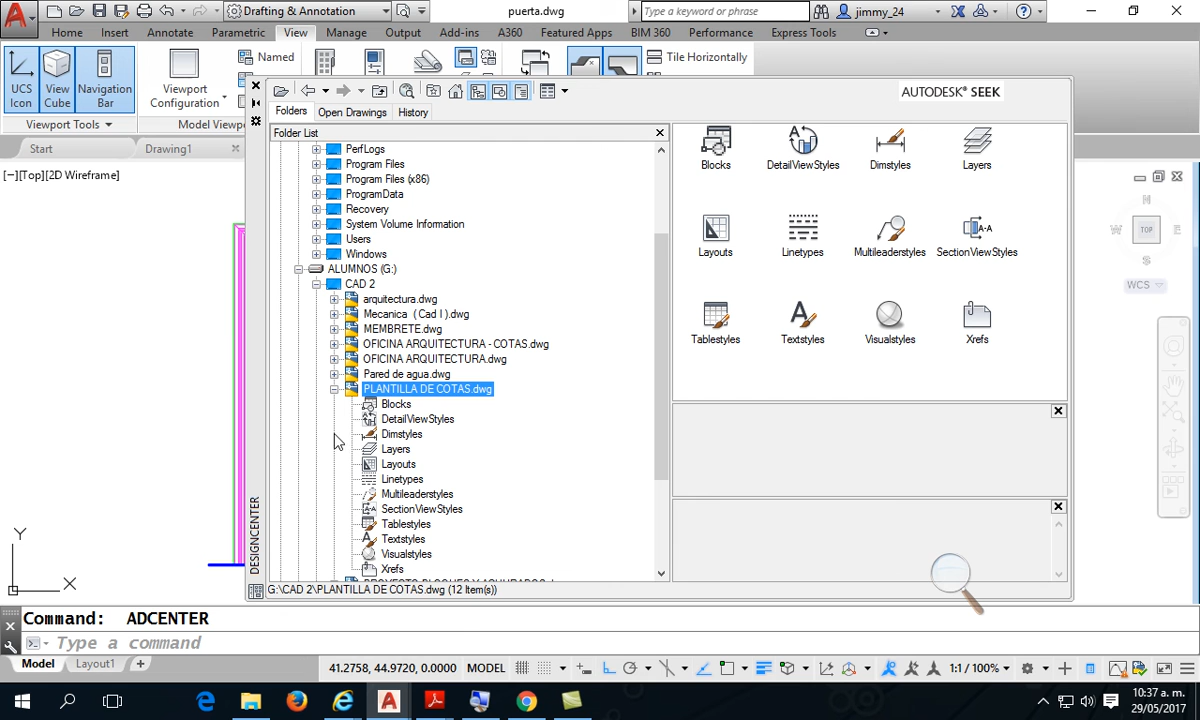 Drafting & Annotation
puerta.dwg
Type a keyword or phrase
jimmy_24
Home Insert Annotate Parametric View Manage Output Add-ins A360 Featured Apps BIM 360 Performance Express Tools
UCS Icon
View Cube
Navigation Bar
Viewport Configuration
Named
Tile Horizontally
Viewport Tools
Model Viewp
AUTODESK® SEEK
Folders Open Drawings History
Start
Drawing1
Folder List
[−][Top][2D Wireframe]
PerfLogs
Program Files
Program Files (x86)
ProgramData
Recovery
System Volume Information
Users
Windows
ALUMNOS (G:)
CAD 2
arquitectura.dwg
Mecanica ( Cad I ).dwg
MEMBRETE.dwg
OFICINA ARQUITECTURA - COTAS.dwg
OFICINA ARQUITECTURA.dwg
Pared de agua.dwg
PLANTILLA DE COTAS.dwg
Blocks
DetailViewStyles
Dimstyles
Layers
Layouts
Linetypes
Multileaderstyles
SectionViewStyles
Tablestyles
Textstyles
Visualstyles
Xrefs
Blocks DetailViewStyles Dimstyles Layers
Layouts Linetypes Multileaderstyles SectionViewStyles
Tablestyles Textstyles Visualstyles Xrefs
N
W TOP E
S
WCS
DESIGNCENTER
Y
X
G:\CAD 2\PLANTILLA DE COTAS.dwg (12 Item(s))
Command: ADCENTER
Type a command
Model Layout1
41.2758, 44.9720, 0.0000 MODEL
1:1 / 100%
10:37 a. m.
29/05/2017